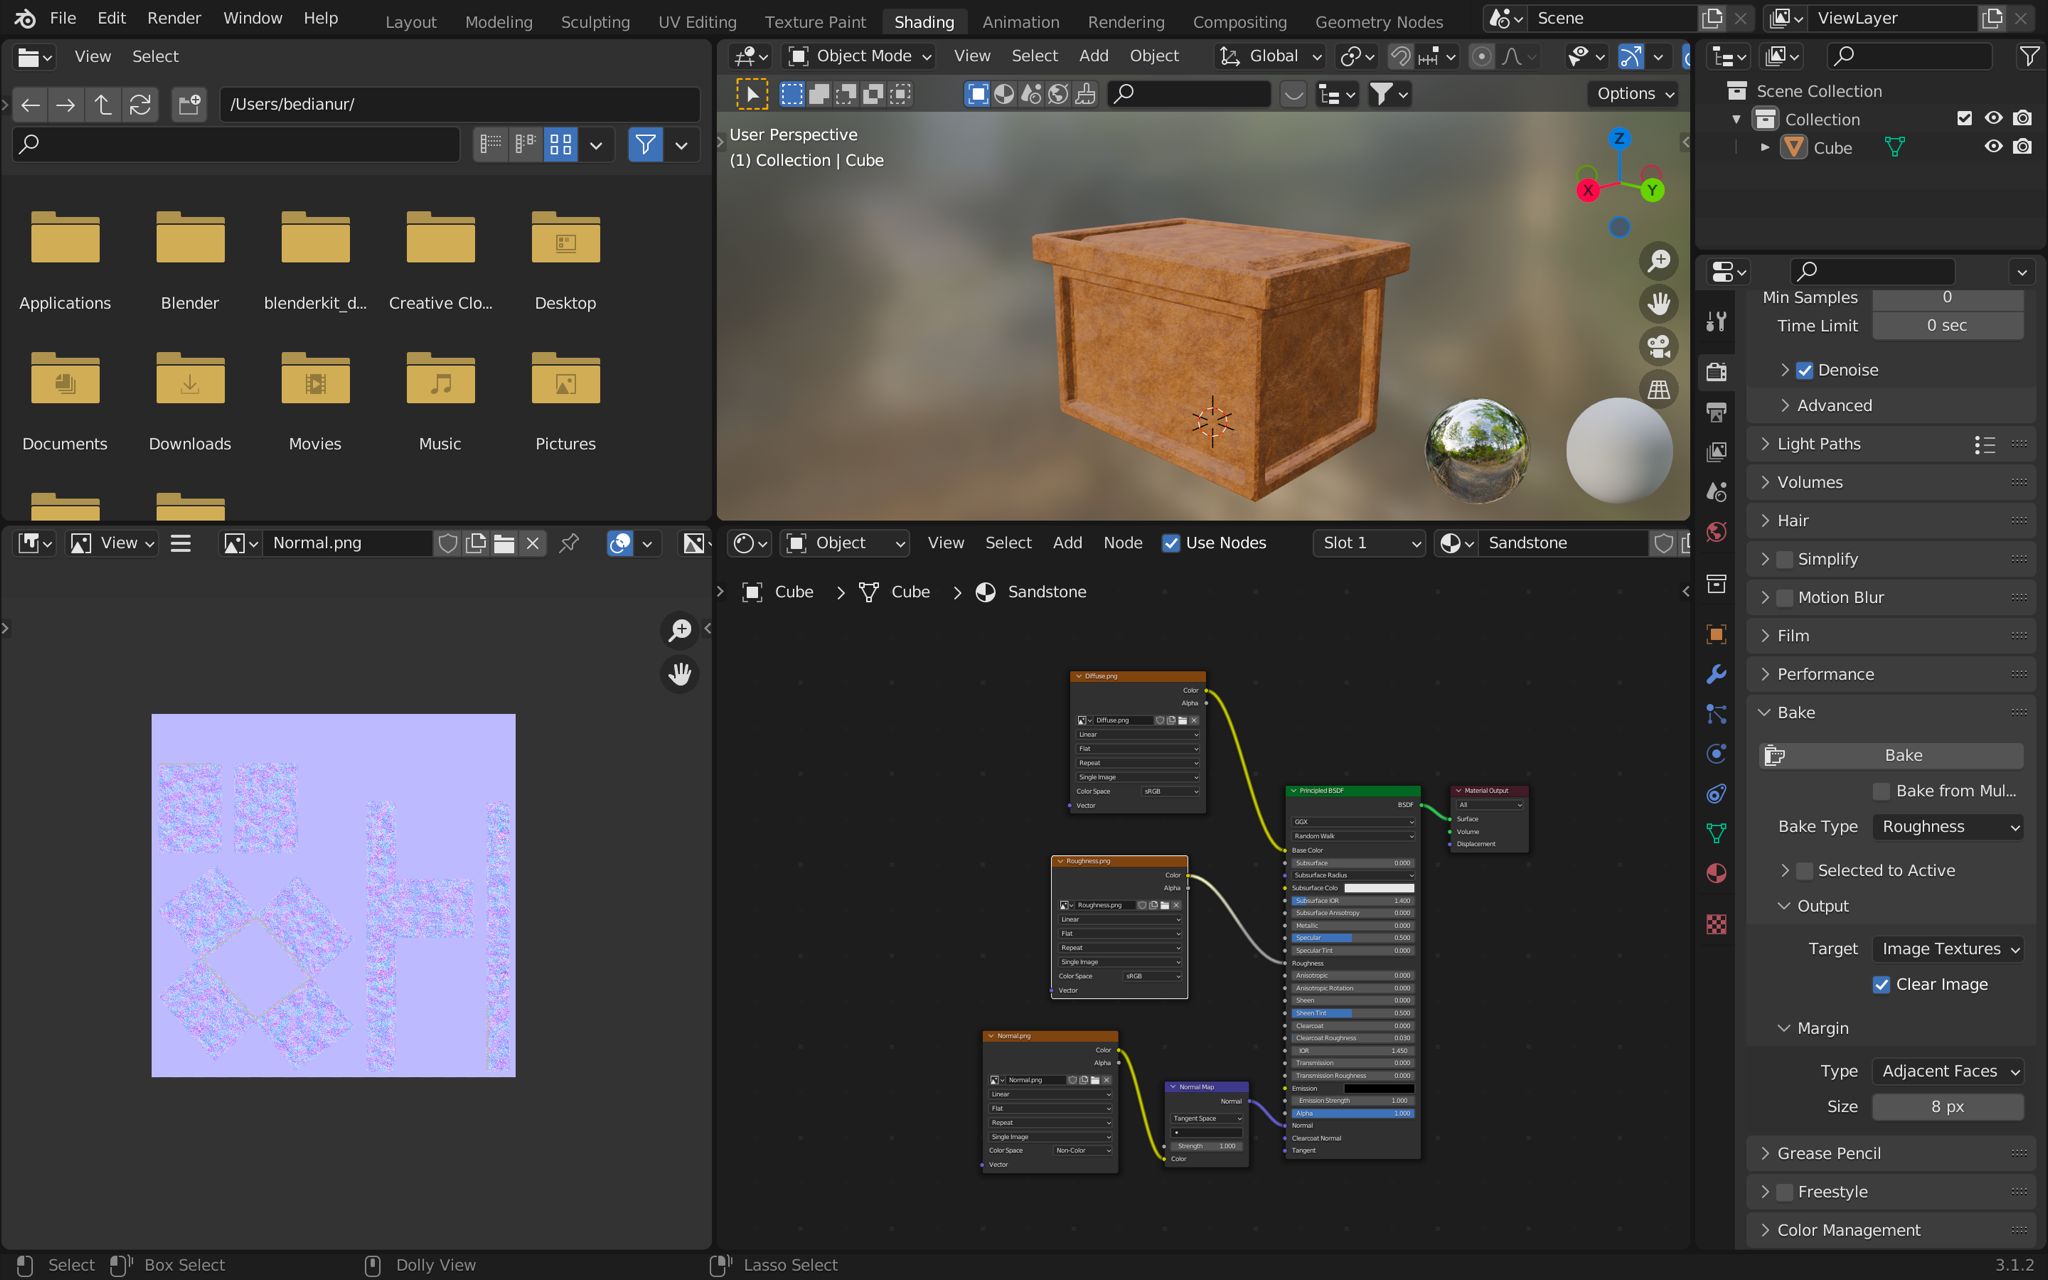 File Edit Render Window Help
Layout Modeling Sculpting UV Editing Texture Paint Shading Animation Rendering Compositing Geometry Nodes
Scene
ViewLayer
View Select
/Users/bedianur/
Applications Blender blenderkit_d... Creative Clo... Desktop
Documents Downloads Movies Music Pictures
Object Mode View Select Add Object Global
Options
User Perspective
(1) Collection | Cube
Z
X
Y
Scene Collection
Collection
Cube
Min Samples 0
Time Limit 0 sec
Denoise
Advanced
Light Paths
Volumes
Hair
Simplify
Motion Blur
Film
Performance
Bake
Bake
Bake from Mul...
Bake Type Roughness
Selected to Active
Output
Target Image Textures
Clear Image
Margin
Type Adjacent Faces
Size 8 px
Grease Pencil
Freestyle
Color Management
View Normal.png
Object View Select Add Node Use Nodes Slot 1 Sandstone
Cube Cube Sandstone
Diffuse.png
Color
Alpha
Diffuse.png
Linear
Flat
Repeat
Single Image
Color Space sRGB
Vector
Roughness.png
Color
Alpha
Roughness.png
Linear
Flat
Repeat
Single Image
Color Space sRGB
Vector
Normal.png
Color
Alpha
Normal.png
Linear
Flat
Repeat
Single Image
Color Space Non-Color
Vector
Normal Map
Normal
Tangent Space
Strength 1.000
Color
Principled BSDF
BSDF
GGX
Random Walk
Base Color
Subsurface 0.000
Subsurface Radius
Subsurface Colo
Subsurface IOR 1.400
Subsurface Anisotropy 0.000
Metallic 0.000
Specular 0.500
Specular Tint 0.000
Roughness
Anisotropic 0.000
Anisotropic Rotation 0.000
Sheen 0.000
Sheen Tint 0.500
Clearcoat 0.000
Clearcoat Roughness 0.030
IOR 1.450
Transmission 0.000
Transmission Roughness 0.000
Emission
Emission Strength 1.000
Alpha 1.000
Normal
Clearcoat Normal
Tangent
Material Output
All
Surface
Volume
Displacement
Select Box Select Dolly View Lasso Select 3.1.2